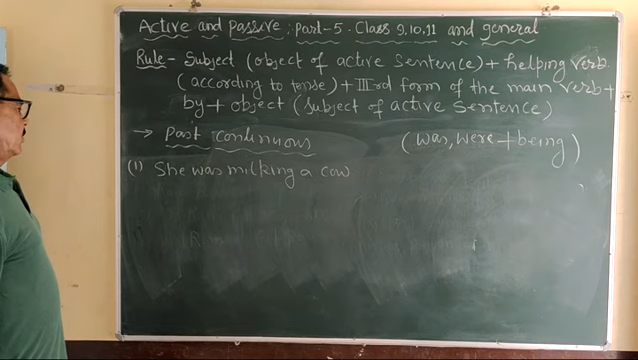 Active and passive: Part-5. Class 9,10,11 and general
Rule- Subject (object of active Sentence) + helping verb
(according to tense) + IIIrd form of the main verb +
by + object (Subject of active Sentence)
→ Past continuous (was, were + being)
(1) She was milking a cow